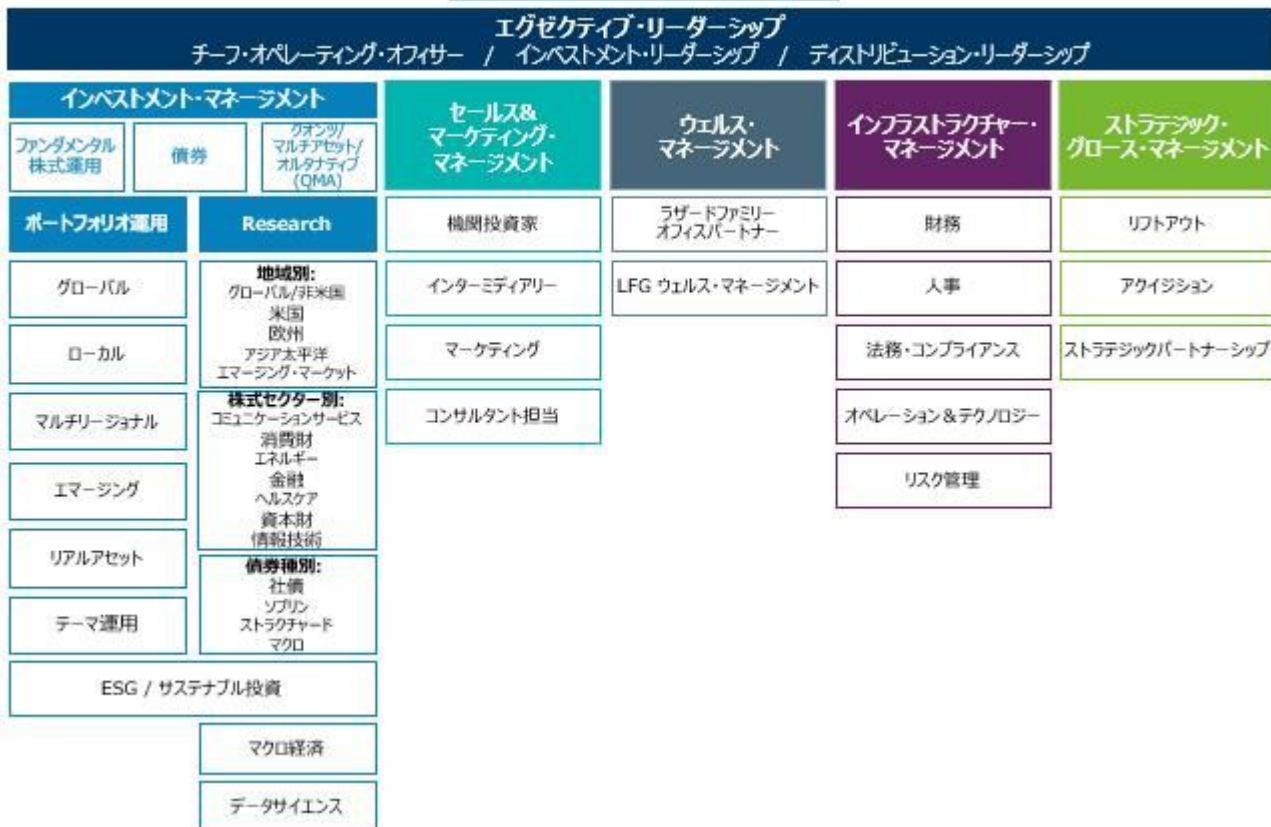 エグゼクティブ・リーダーシップ
チーフ・オペレーティング・オフィサー / インベストメント・リーダーシップ / ディストリビューション・リーダーシップ
インベストメント・マネージメント
ファンダメンタル
株式運用
債券
クオンツ/
マルチアセット/
オルタナティブ
(QMA)
ポートフォリオ運用
グローバル
ローカル
マルチリージョナル
エマージング
リアルアセット
テーマ運用
Research
地域別:
グローバル/非米国
米国
欧州
アジア太平洋
エマージング・マーケット
株式セクター別:
コミュニケーションサービス
消費財
エネルギー
金融
ヘルスケア
資本財
情報技術
債券種別:
社債
ソブリン
ストラクチャード
マクロ
ESG / サステナブル投資
マクロ経済
データサイエンス
セールス&
マーケティング・
マネージメント
機関投資家
インターミディアリー
マーケティング
コンサルタント担当
ウェルス・
マネージメント
ラザードファミリー
オフィスパートナー
LFG ウェルス・マネージメント
インフラストラクチャー・
マネージメント
財務
人事
法務・コンプライアンス
オペレーション&テクノロジー
リスク管理
ストラテジック・
グロース・マネージメント
リフトアウト
アクイジション
ストラテジックパートナーシップ